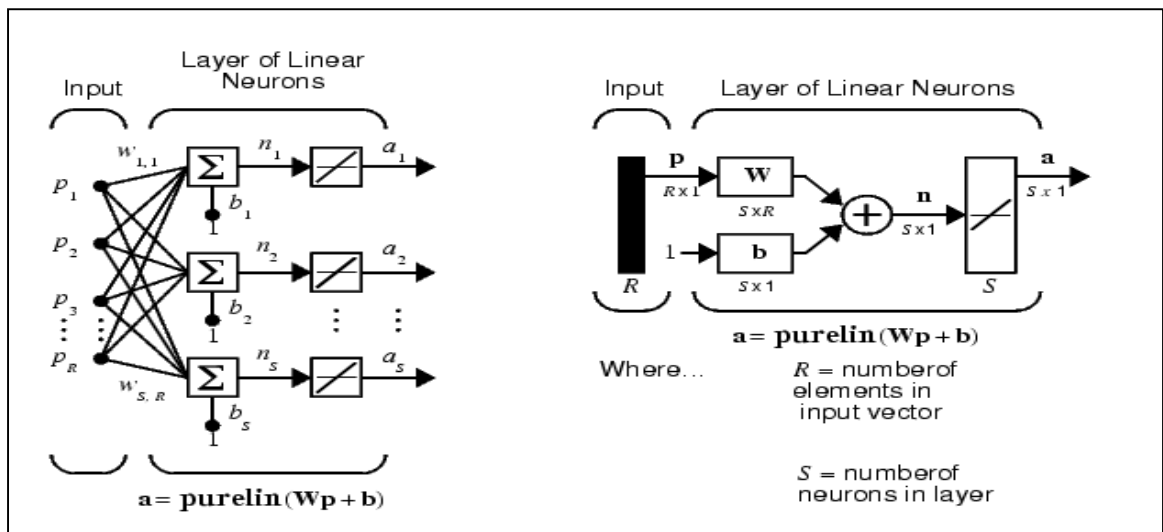 Input
Layer of Linear
Neurons
w1,1
p1
p2
p3
pR
wS, R
Σ
n1
a1
b1
1
Σ
n2
a2
b2
1
Σ
ns
as
bs
1
a= purelin(Wp + b)
Input
Layer of Linear Neurons
p
R x 1
W
S x R
1
b
S x 1
+
n
S x 1
a
S x 1
R
S
a= purelin(Wp + b)
Where...
R = numberof
elements in
input vector
S = numberof
neurons in layer